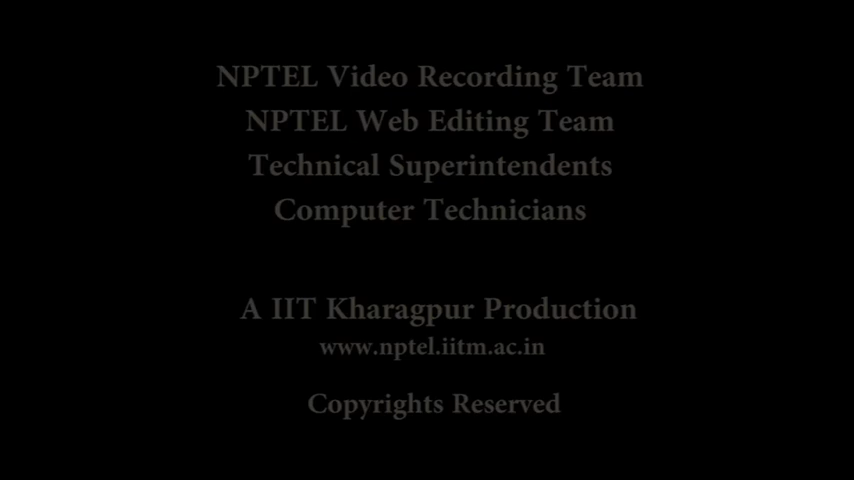 NPTEL Video Recording Team
NPTEL Web Editing Team
Technical Superintendents
Computer Technicians
A IIT Kharagpur Production
www.nptel.iitm.ac.in
Copyrights Reserved